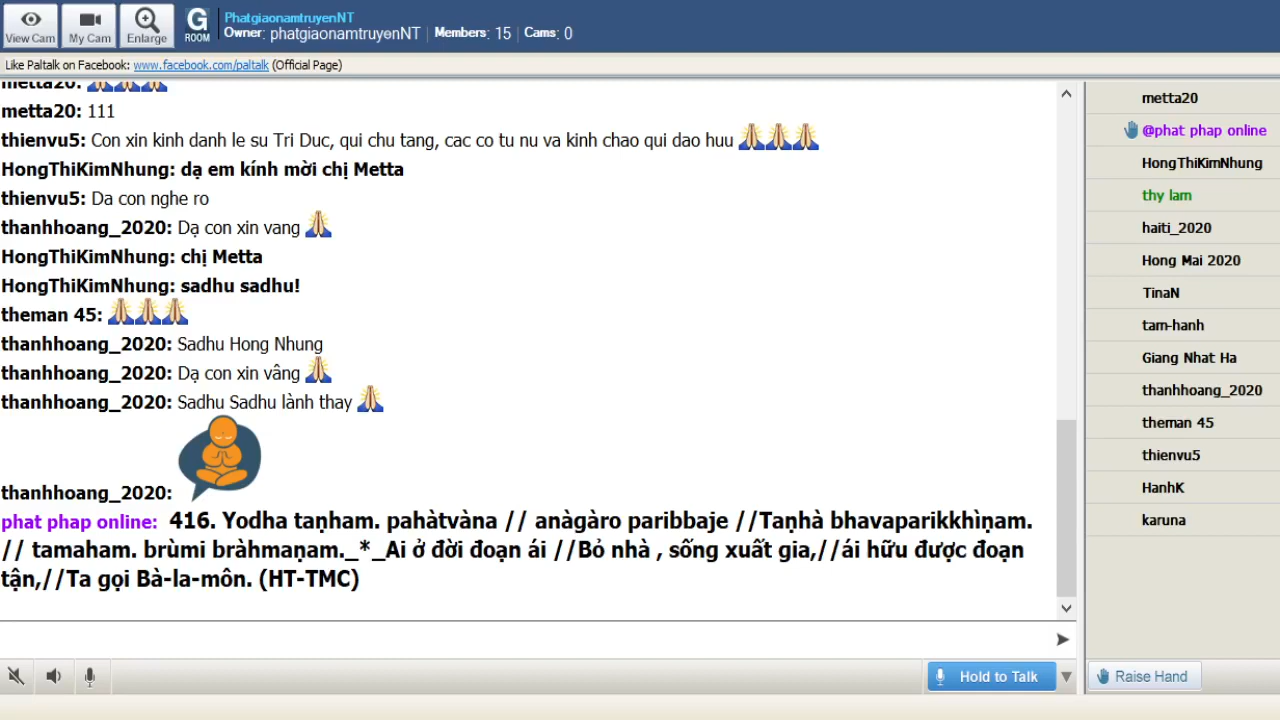 View Cam
My Cam
Enlarge
G
ROOM
PhatgiaonamtruyenNT
Owner: phatgiaonamtruyenNT | Members: 15 | Cams: 0
Like Paltalk on Facebook: www.facebook.com/paltalk (Official Page)
metta20:
metta20: 111
thienvu5: Con xin kinh danh le su Tri Duc, qui chu tang, cac co tu nu va kinh chao qui dao huu
HongThiKimNhung: dạ em kính mời chị Metta
thienvu5: Da con nghe ro
thanhhoang_2020: Dạ con xin vang
HongThiKimNhung: chị Metta
HongThiKimNhung: sadhu sadhu!
theman 45:
thanhhoang_2020: Sadhu Hong Nhung
thanhhoang_2020: Dạ con xin vâng
thanhhoang_2020: Sadhu Sadhu lành thay
thanhhoang_2020:
phat phap online: 416. Yodha taṇham. pahàtvàna // anàgàro paribbaje //Taṇhà bhavaparikkhìṇam.
// tamaham. brùmi bràhmaṇam._*_Ai ở đời đoạn ái //Bỏ nhà , sống xuất gia,//ái hữu được đoạn
tận,//Ta gọi Bà-la-môn. (HT-TMC)
metta20
@phat phap online
HongThiKimNhung
thy lam
haiti_2020
Hong Mai 2020
TinaN
tam-hanh
Giang Nhat Ha
thanhhoang_2020
theman 45
thienvu5
HanhK
karuna
Hold to Talk
Raise Hand